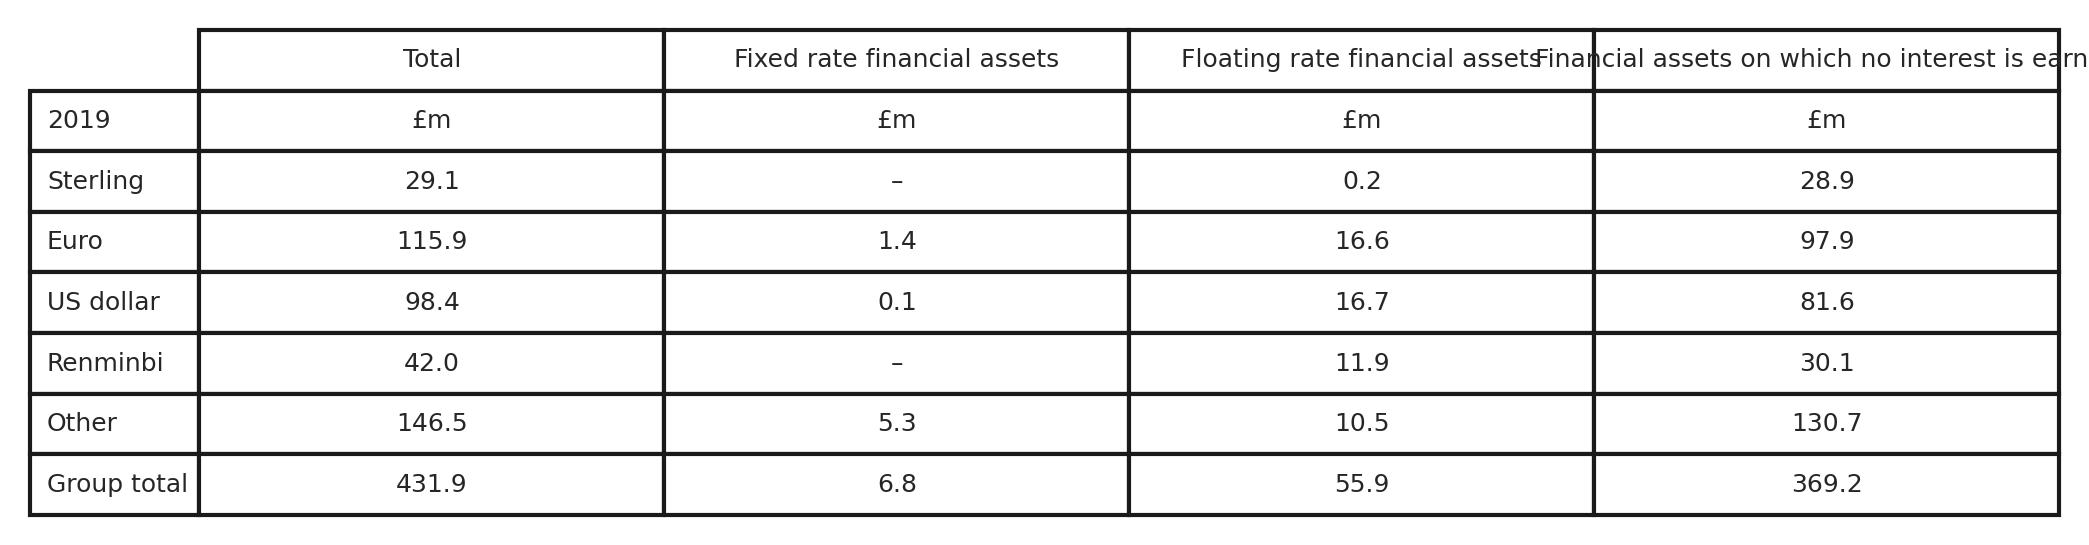 Total Fixed rate financial assets Floating rate financial assets Financial assets on which no interest is earn
2019 £m £m £m £m
Sterling 29.1 – 0.2 28.9
Euro 115.9 1.4 16.6 97.9
US dollar 98.4 0.1 16.7 81.6
Renminbi 42.0 – 11.9 30.1
Other 146.5 5.3 10.5 130.7
Group total 431.9 6.8 55.9 369.2